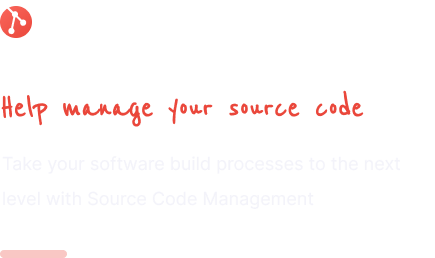 Help manage your source code
Take your software build processes to the next
level with Source Code Management